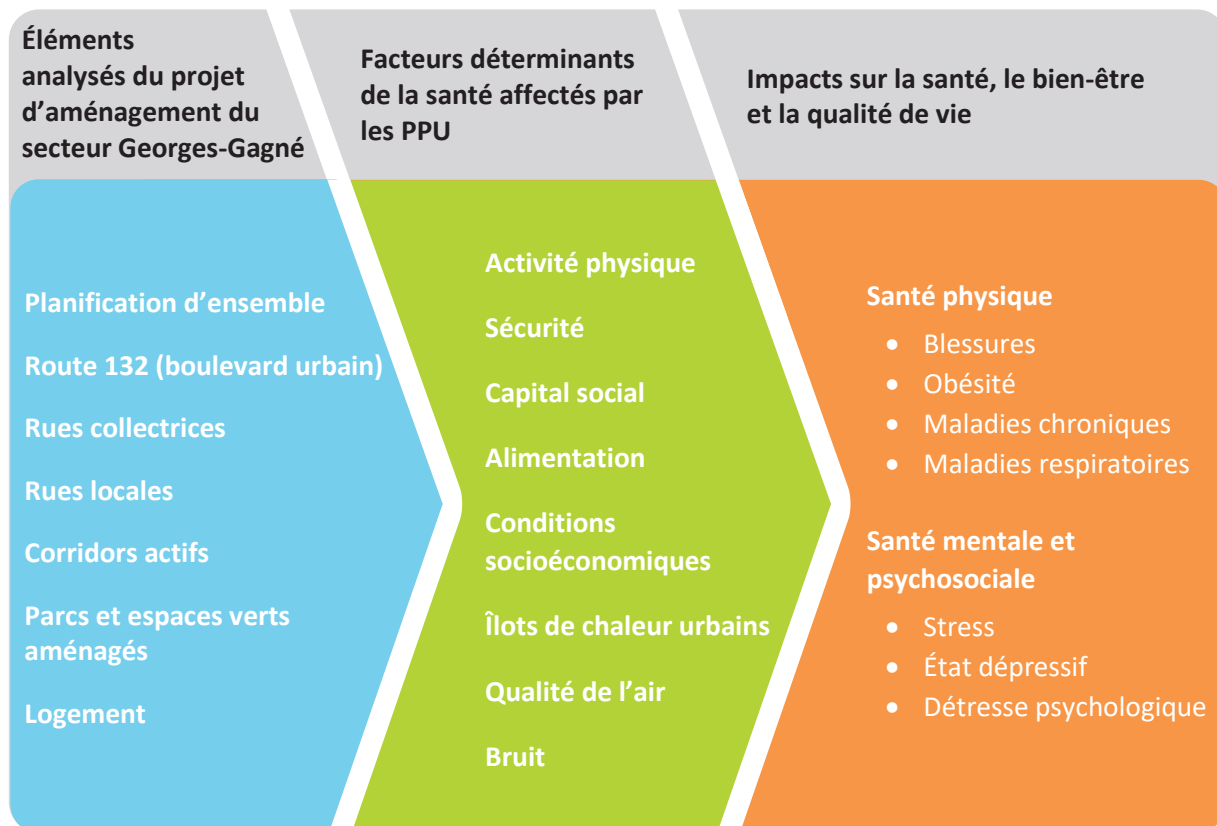 Éléments
analysés du projet
d’aménagement du
secteur Georges-Gagné
Facteurs déterminants
de la santé affectés par
les PPU
Impacts sur la santé, le bien-être
et la qualité de vie
Planification d’ensemble
Route 132 (boulevard urbain)
Rues collectrices
Rues locales
Corridors actifs
Parcs et espaces verts
aménagés
Logement
Activité physique
Sécurité
Capital social
Alimentation
Conditions
socioéconomiques
Îlots de chaleur urbains
Qualité de l’air
Bruit
Santé physique
• Blessures
• Obésité
• Maladies chroniques
• Maladies respiratoires
Santé mentale et
psychosociale
• Stress
• État dépressif
• Détresse psychologique